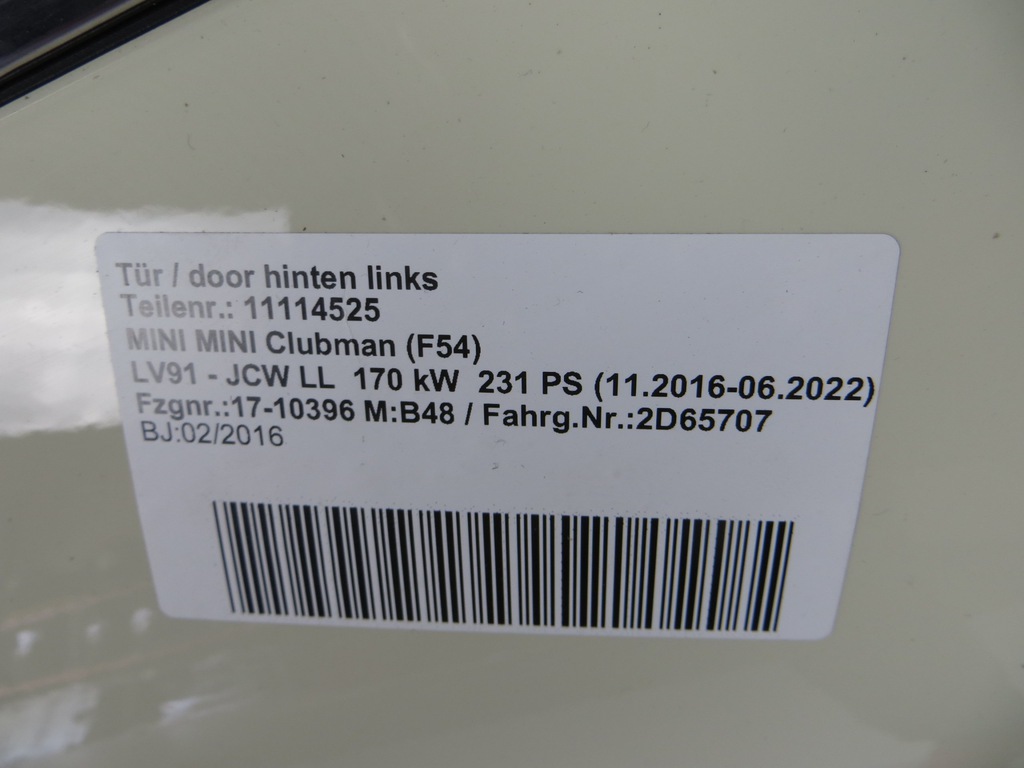 Tür / door hinten links
Teilenr.: 11114525
MINI MINI Clubman (F54)
LV91 - JCW LL 170 kW 231 PS (11.2016-06.2022)
Fzgnr.:17-10396 M:B48 / Fahrg.Nr.:2D65707
BJ:02/2016